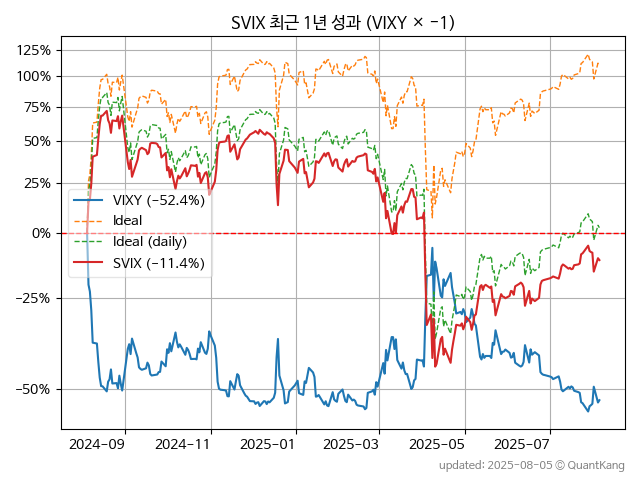 SVIX 최근 1년 성과 (VIXY × −1)
125%
100%
75%
50%
25%
0%
−25%
−50%
VIXY (−52.4%)
Ideal
Ideal (daily)
SVIX (−11.4%)
2024−09 2024−11 2025−01 2025−03 2025−05 2025−07
updated: 2025−08−05 ⓒ QuantKang